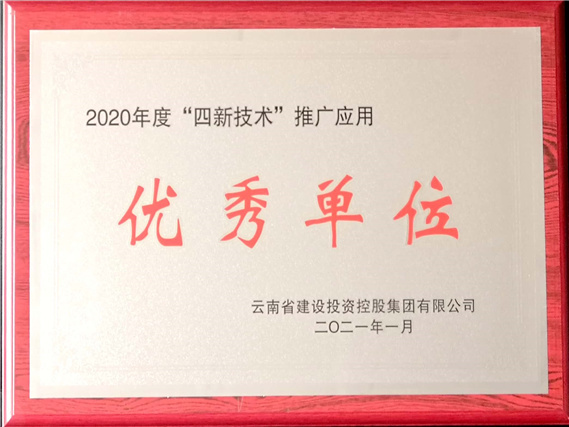 2020年度“四新技术”推广应用
优秀单位
云南省建设投资控股集团有限公司
二〇二一年一月